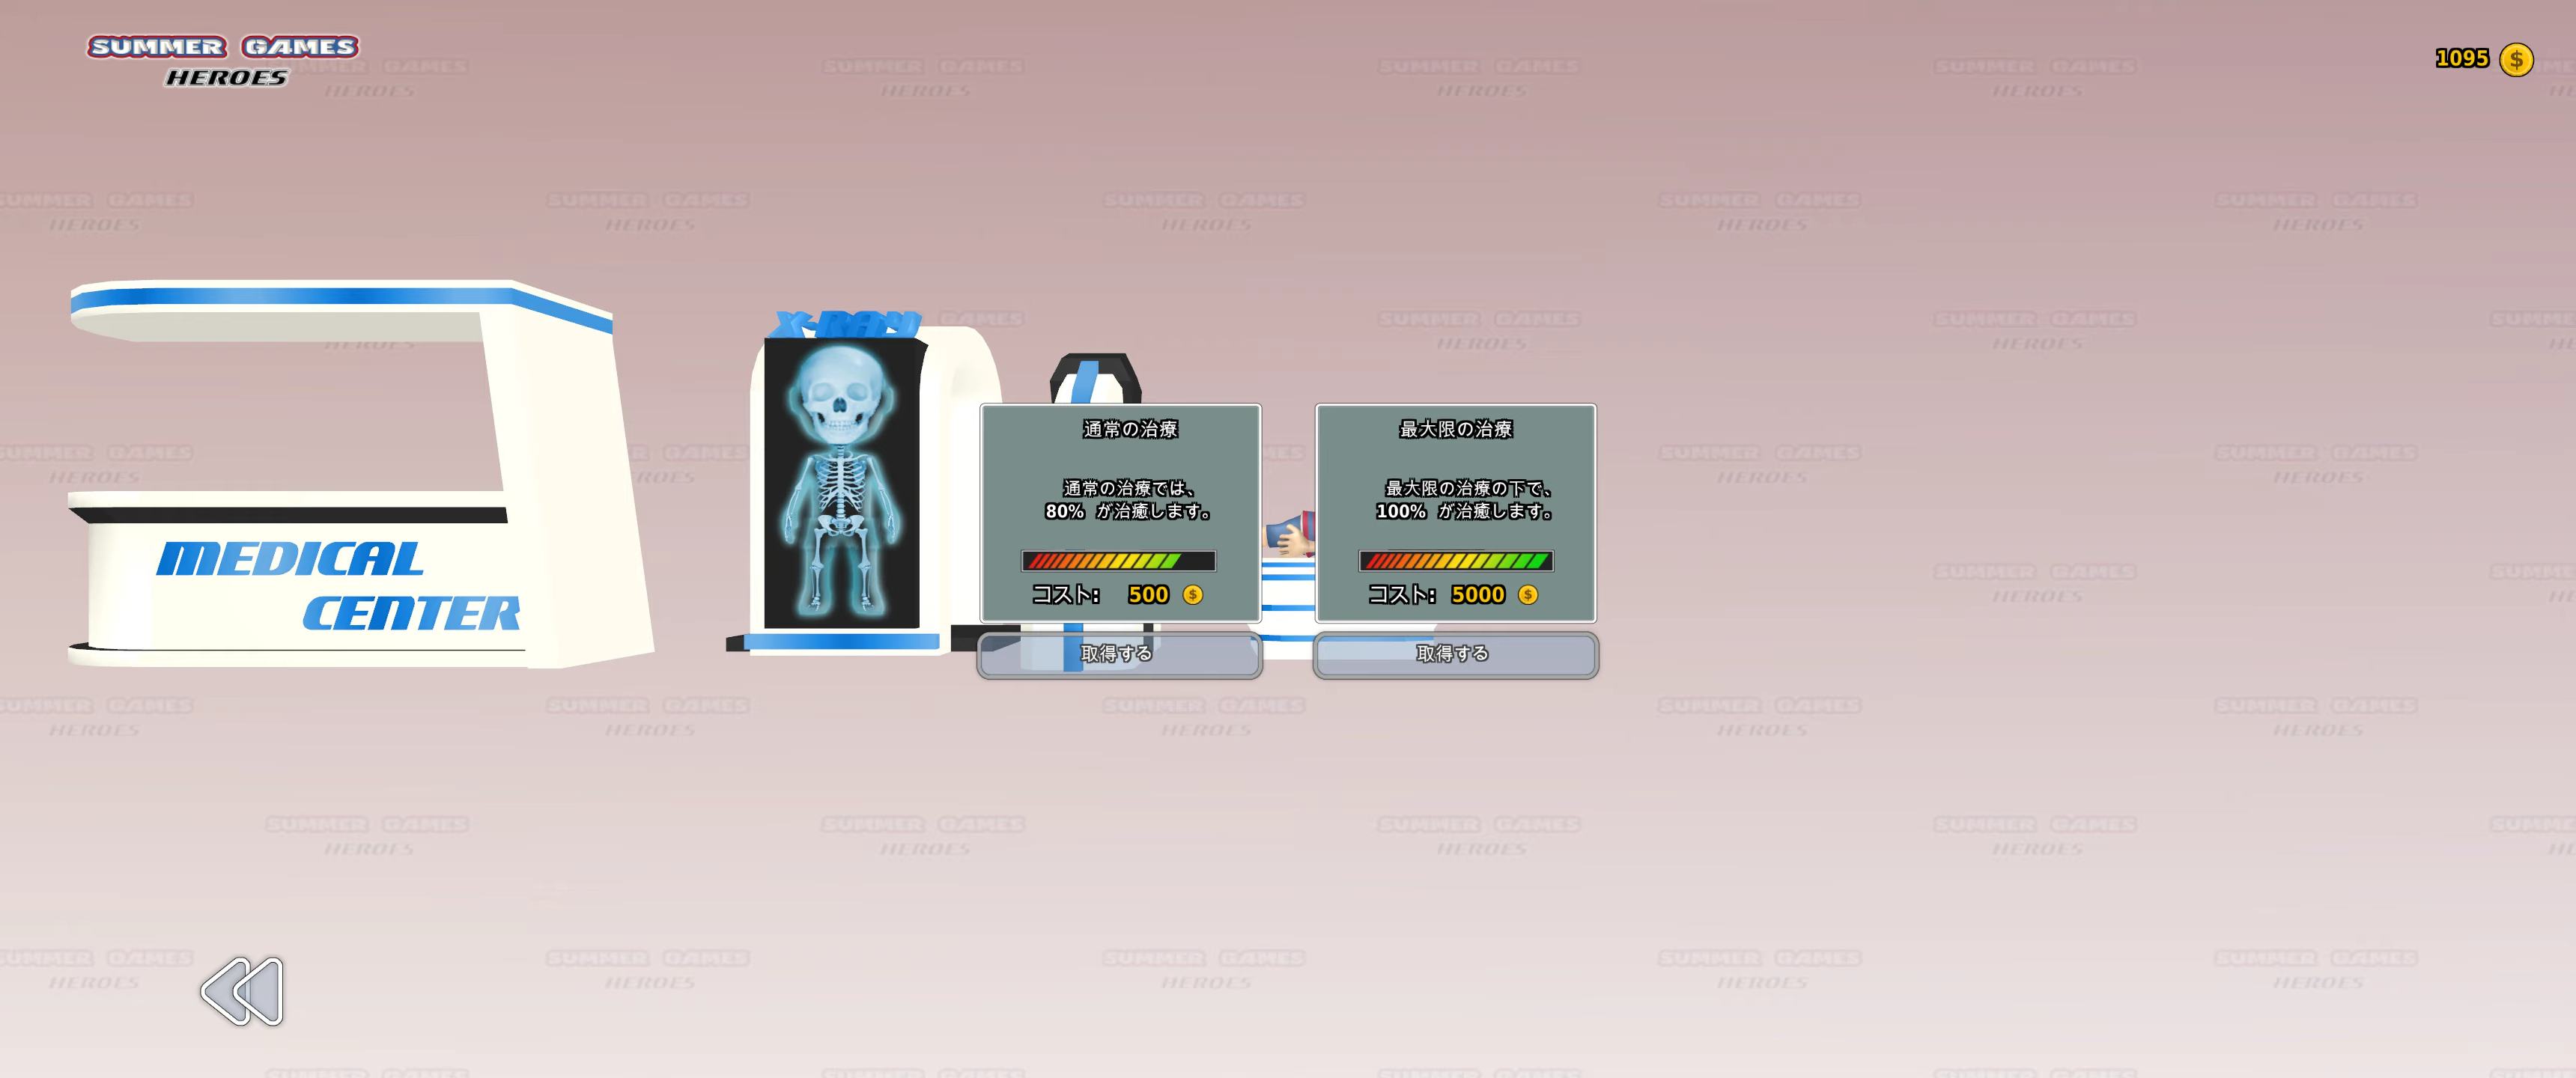 SUMMER GAMES
HEROES
1095
X-RAY
MEDICAL
CENTER
通常の治療
通常の治療では、
80% が治癒します。
コスト: 500
取得する
最大限の治療
最大限の治療の下で、
100% が治癒します。
コスト: 5000
取得する